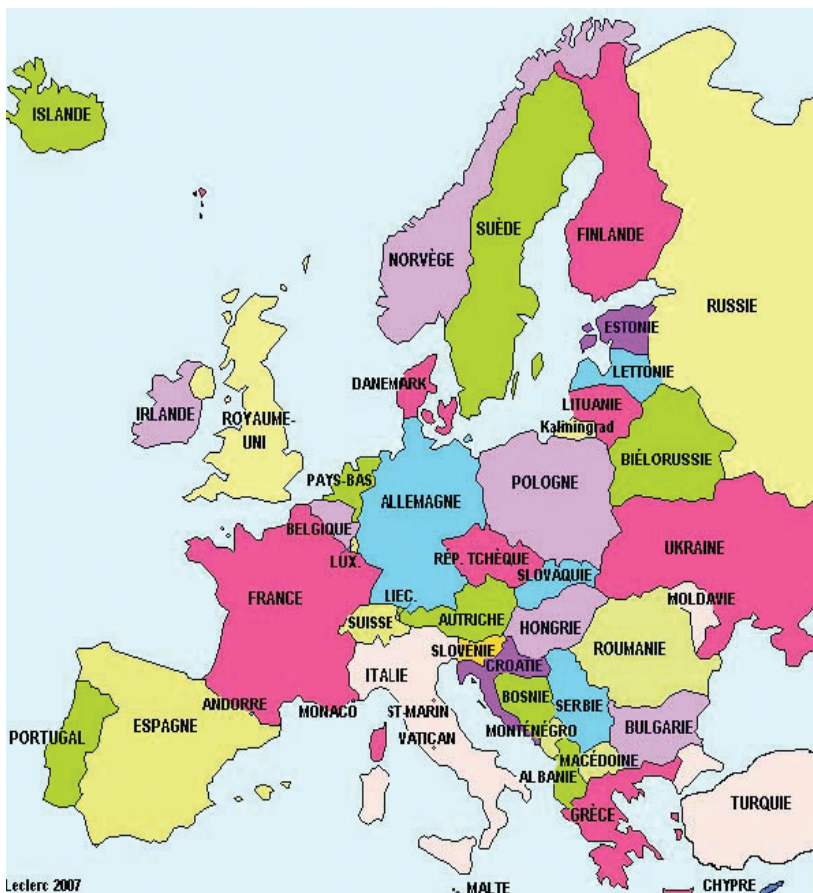 ISLANDE
NORVÈGE
SUÈDE
FINLANDE
RUSSIE
ESTONIE
LETTONIE
LITUANIE
Kaliningrad
BIÉLORUSSIE
DANEMARK
IRLANDE
ROYAUME-
UNI
PAYS-BAS
ALLEMAGNE
POLOGNE
BELGIQUE
LUX.
RÉP. TCHÈQUE
SLOVAQUIE
UKRAINE
MOLDAVIE
FRANCE
LIEC.
SUISSE
AUTRICHE
HONGRIE
ROUMANIE
SLOVÉNIE
CROATIE
ITALIE
BOSNIE
SERBIE
ANDORRE
MONACO
ST-MARIN
VATICAN
MONTÉNÉGRO
BULGARIE
MACÉDOINE
ALBANIE
PORTUGAL
ESPAGNE
GRÈCE
TURQUIE
Leclerc 2007
MALTE
CHYPRE